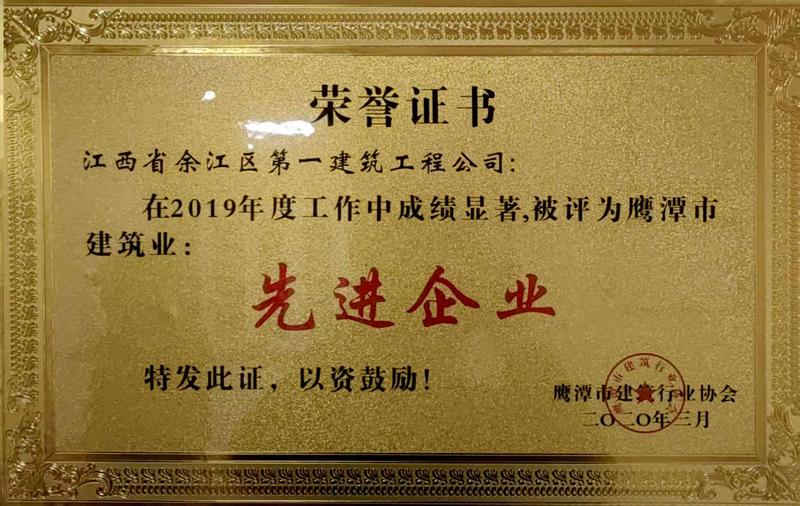 荣誉证书
江西省余江区第一建筑工程公司:
在2019年度工作中成绩显著,被评为鹰潭市
建筑业:
先进企业
特发此证,以资鼓励!
鹰潭市建筑行业协会
二〇二〇年三月